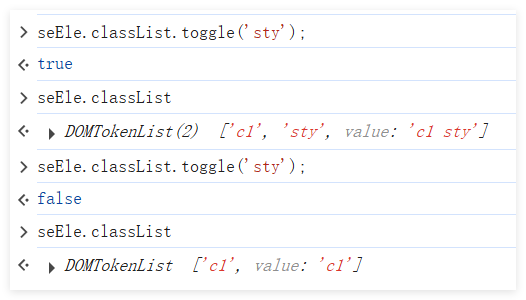 seEle.classList.toggle('sty');
true
seEle.classList
DOMTokenList(2) ['c1', 'sty', value: 'c1 sty']
seEle.classList.toggle('sty');
false
seEle.classList
DOMTokenList ['c1', value: 'c1']